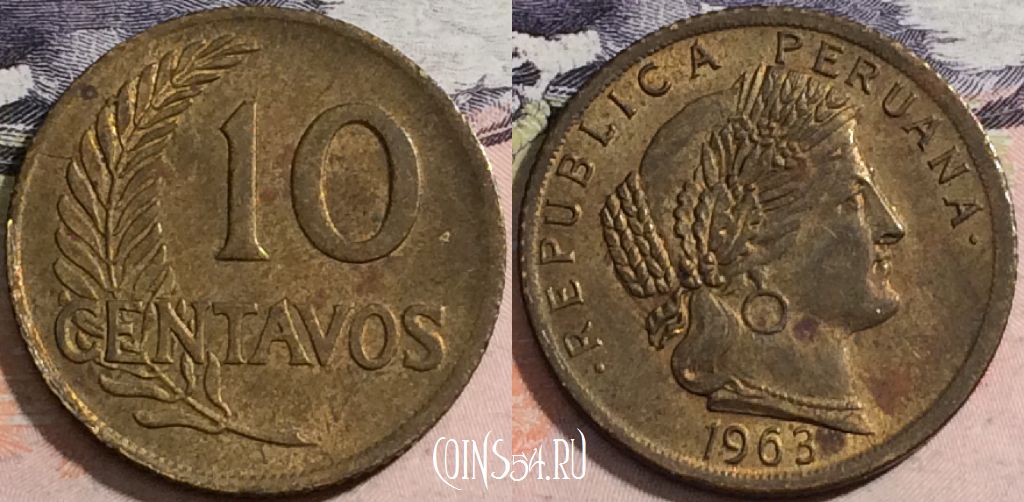 10
CENTAVOS
·REPUBLICA PERUANA·
1963
COINS54.RU